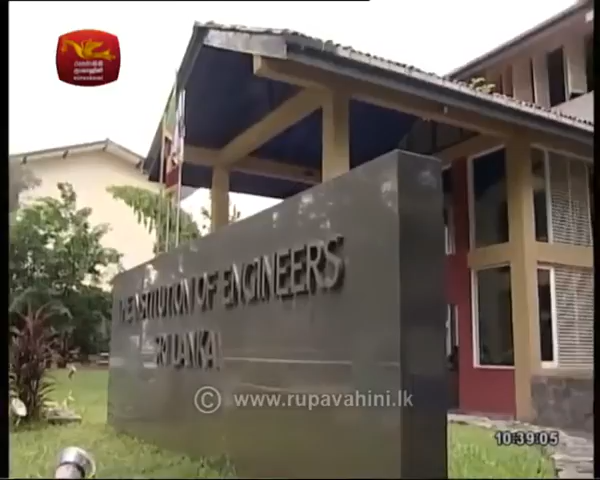 THE INSTITUTION OF ENGINEERS
SRI LANKA
© www.rupavahini.lk
10:39:05